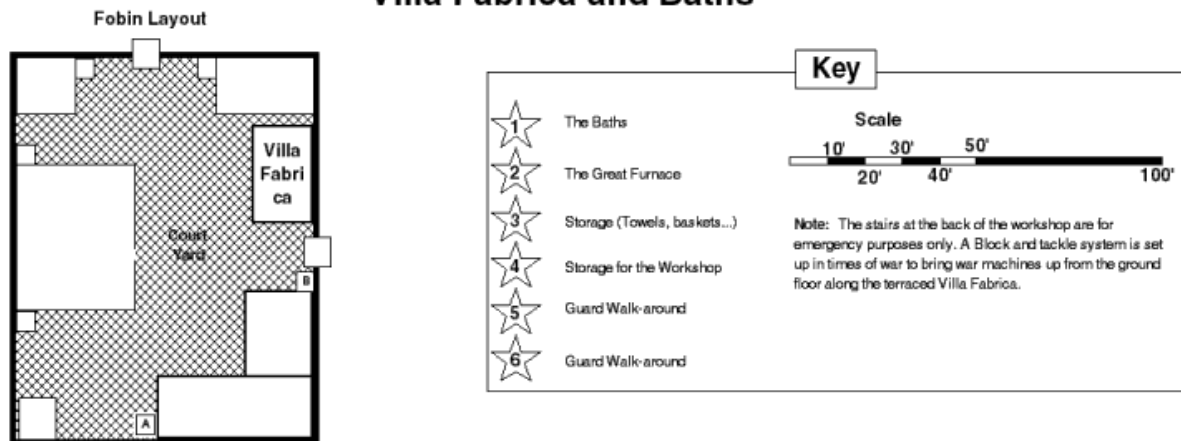 Villa Fabrica and Baths
Fobin Layout
Villa
Fabri
ca
Court
Yard
B
A
Key
1 The Baths
2 The Great Furnace
3 Storage (Towels, baskets...)
4 Storage for the Workshop
5 Guard Walk-around
6 Guard Walk-around
Scale
10' 30' 50'
20' 40' 100'
Note: The stairs at the back of the workshop are for
emergency purposes only. A Block and tackle system is set
up in times of war to bring war machines up from the ground
floor along the terraced Villa Fabrica.